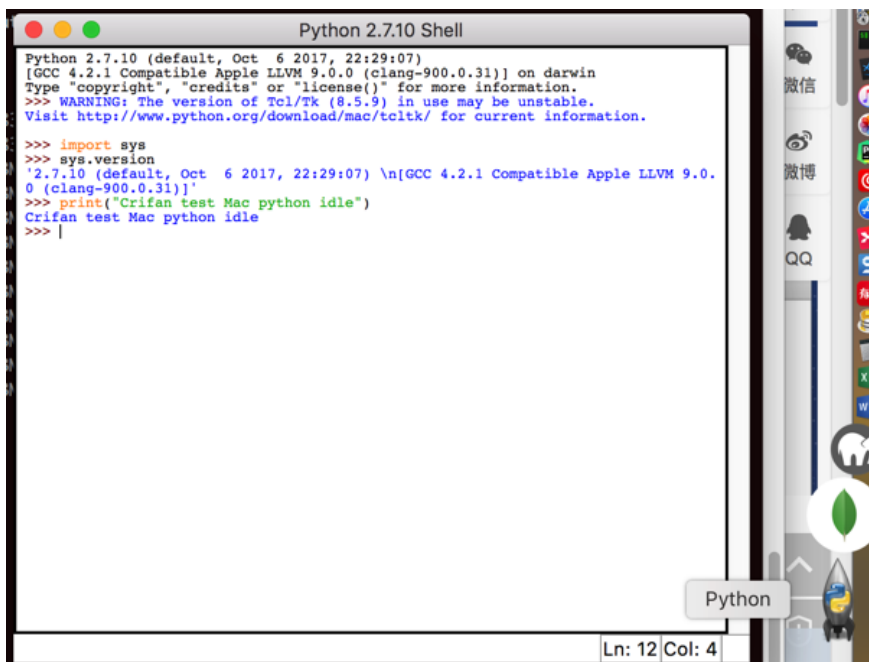 Python 2.7.10 Shell
Python 2.7.10 (default, Oct  6 2017, 22:29:07)
[GCC 4.2.1 Compatible Apple LLVM 9.0.0 (clang-900.0.31)] on darwin
Type "copyright", "credits" or "license()" for more information.
>>> WARNING: The version of Tcl/Tk (8.5.9) in use may be unstable.
Visit http://www.python.org/download/mac/tcltk/ for current information.
>>> import sys
>>> sys.version
'2.7.10 (default, Oct  6 2017, 22:29:07) \n[GCC 4.2.1 Compatible Apple LLVM 9.0.
0 (clang-900.0.31)]'
>>> print("Crifan test Mac python idle")
Crifan test Mac python idle
>>>
Ln: 12 Col: 4
微信
微博
QQ
Python